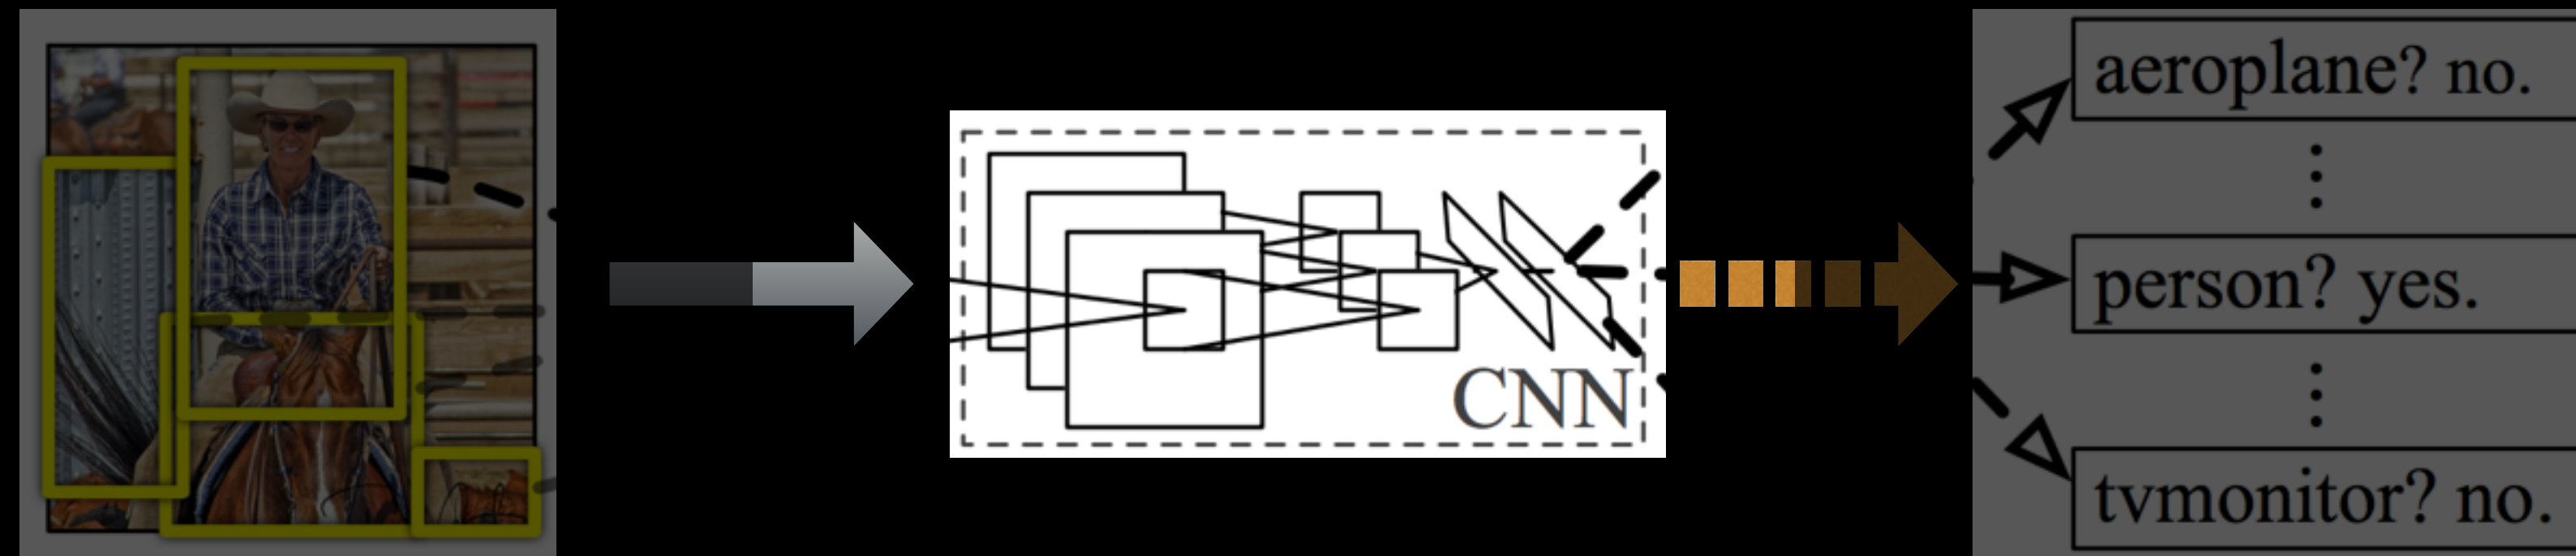 CNN
aeroplane? no.
person? yes.
tvmonitor? no.